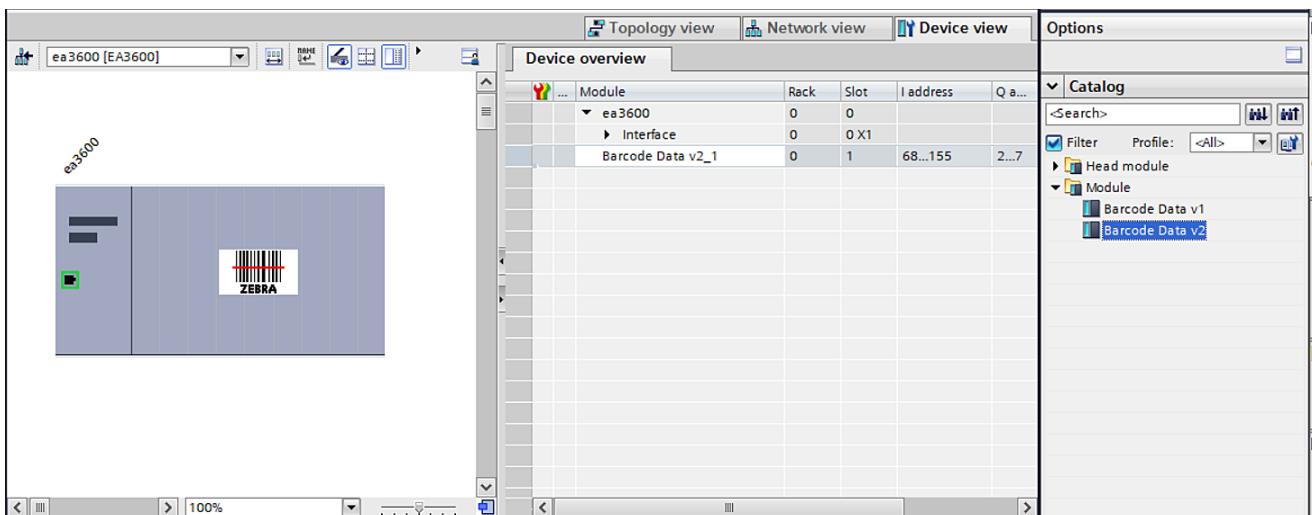 Topology view Network view Device view Options
ea3600 [EA3600]
Device overview
... Module Rack Slot I address Q a...
ea3600 0 0
Interface 0 0 X1
Barcode Data v2_1 0 1 68...155 2...7
ea3600
ZEBRA
100%
Catalog
<Search>
Filter Profile: <All>
Head module
Module
Barcode Data v1
Barcode Data v2